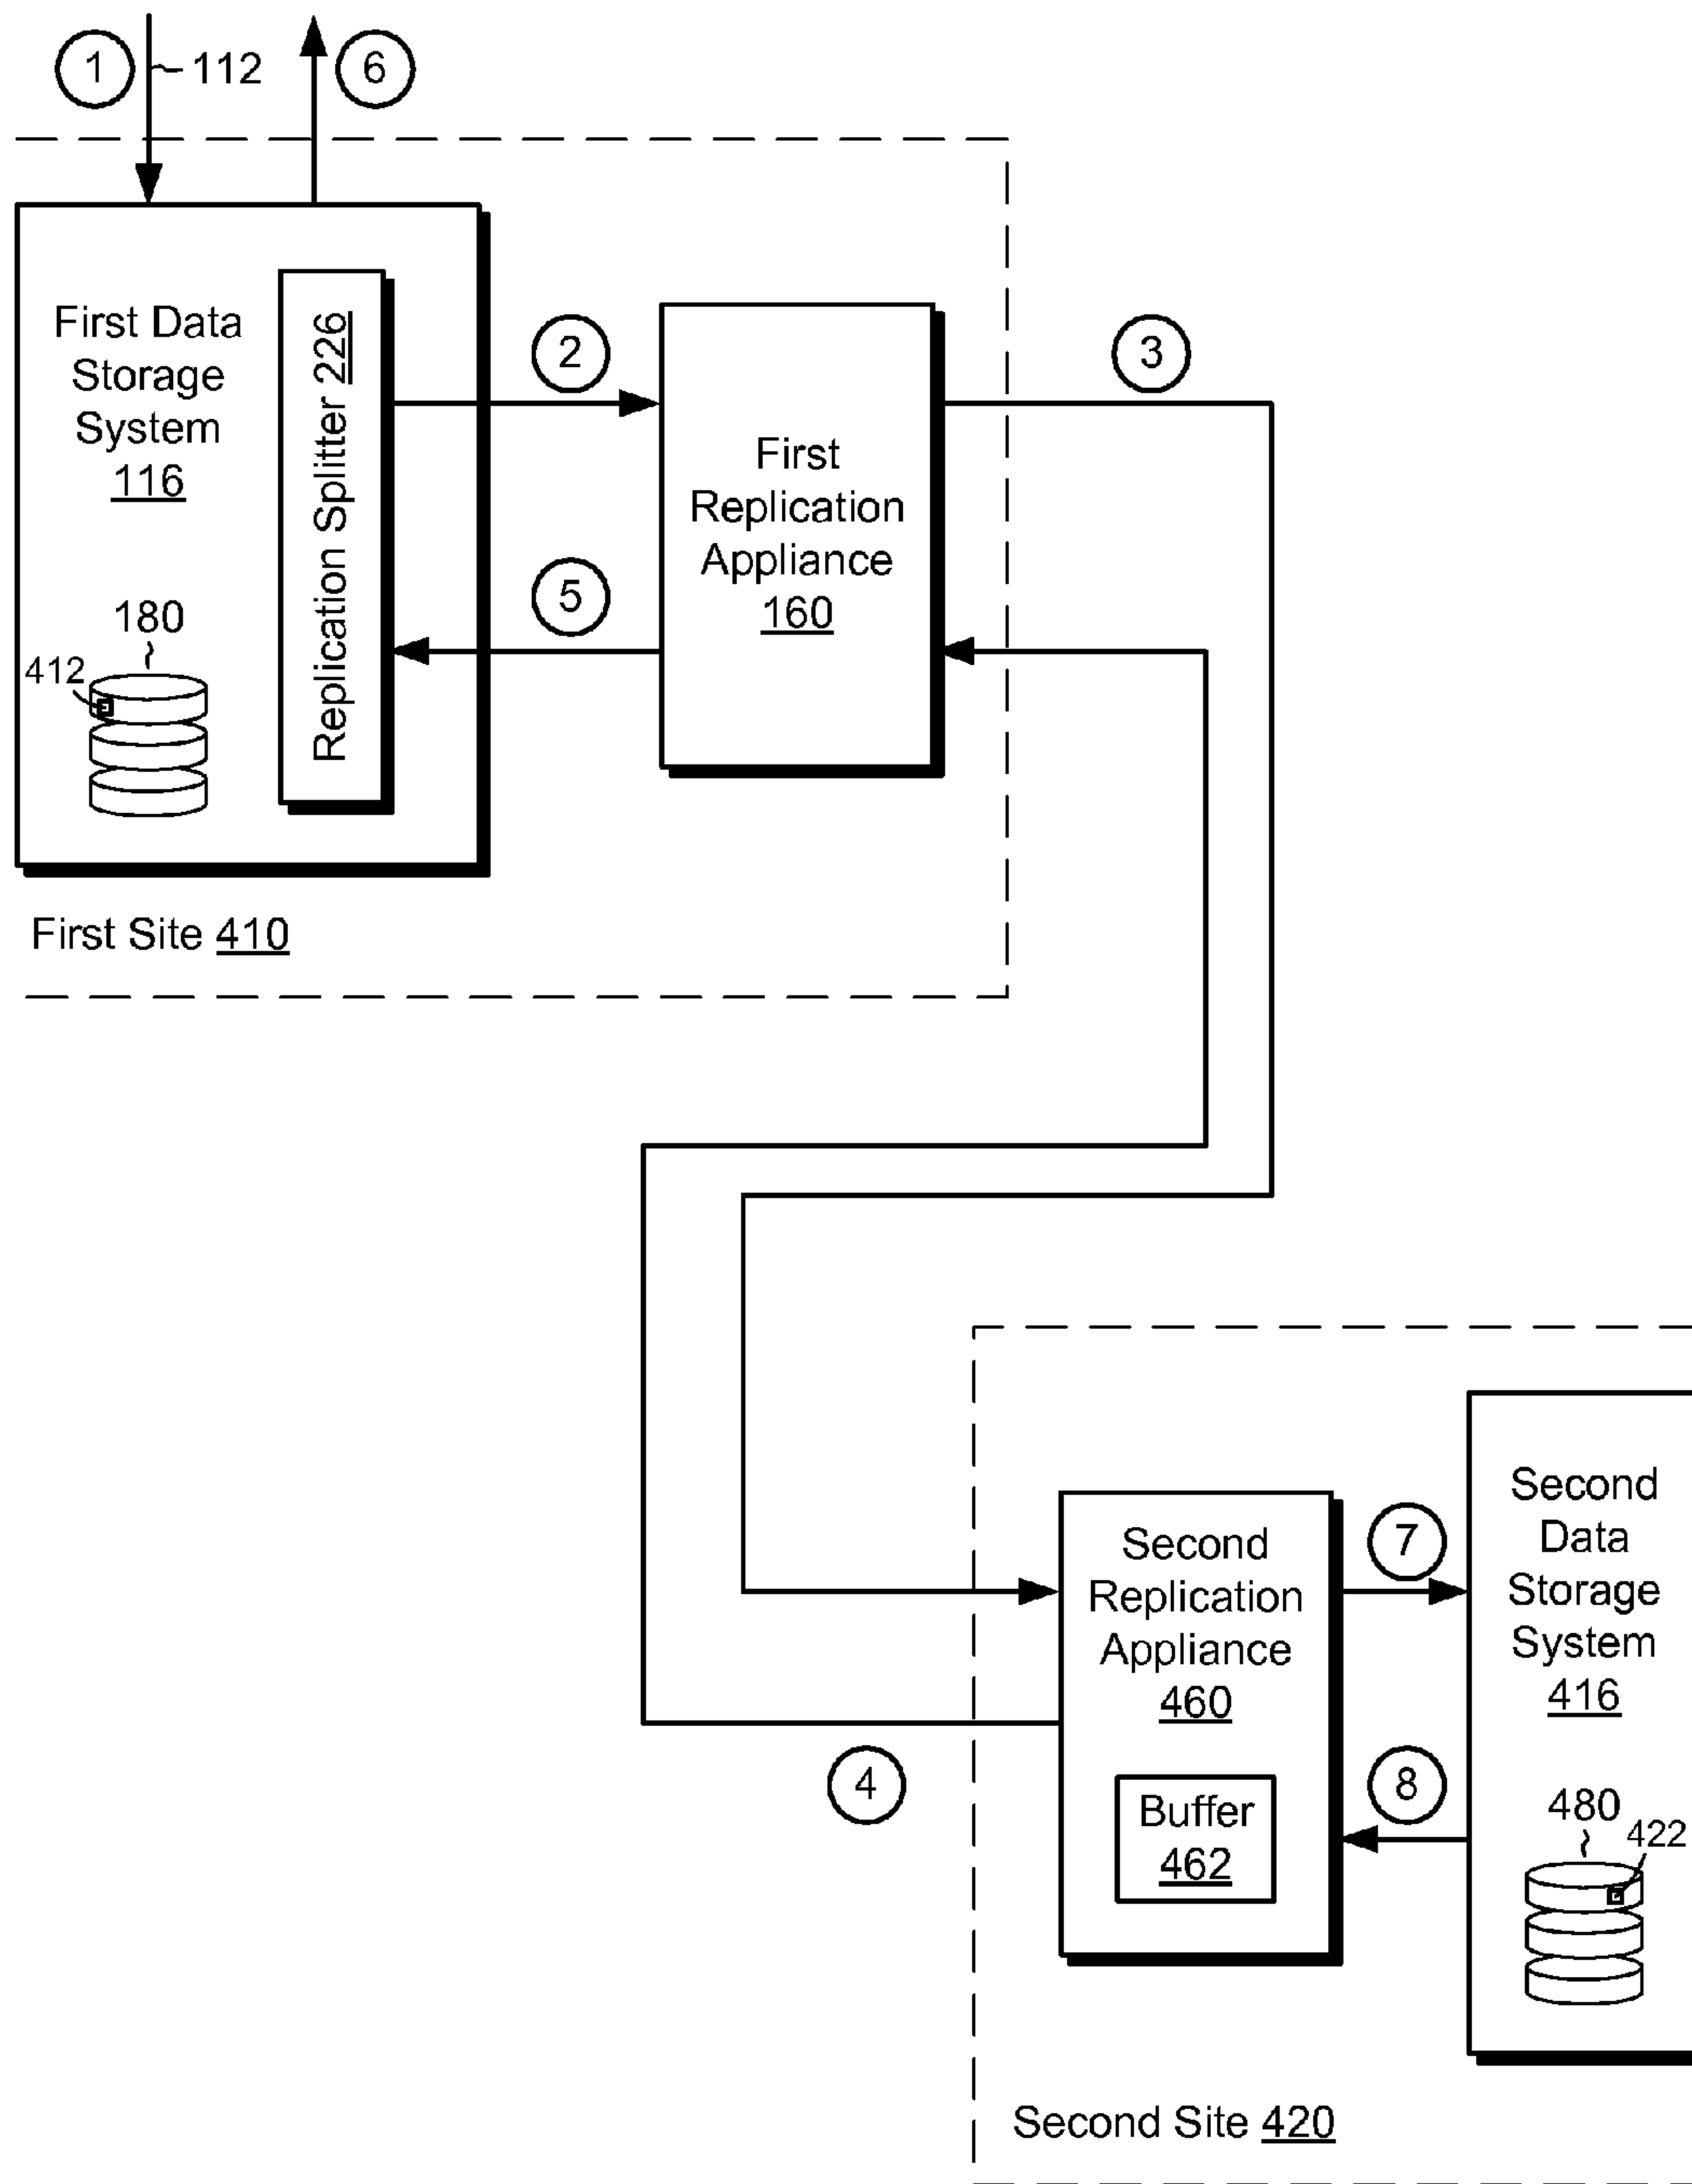 1
112
6
First Data
Storage
System
116
Replication Splitter 226
2
First
Replication
Appliance
160
3
5
180
412
First Site 410
Second
Replication
Appliance
460
7
Second
Data
Storage
System
416
4
Buffer
462
8
480
422
Second Site 420